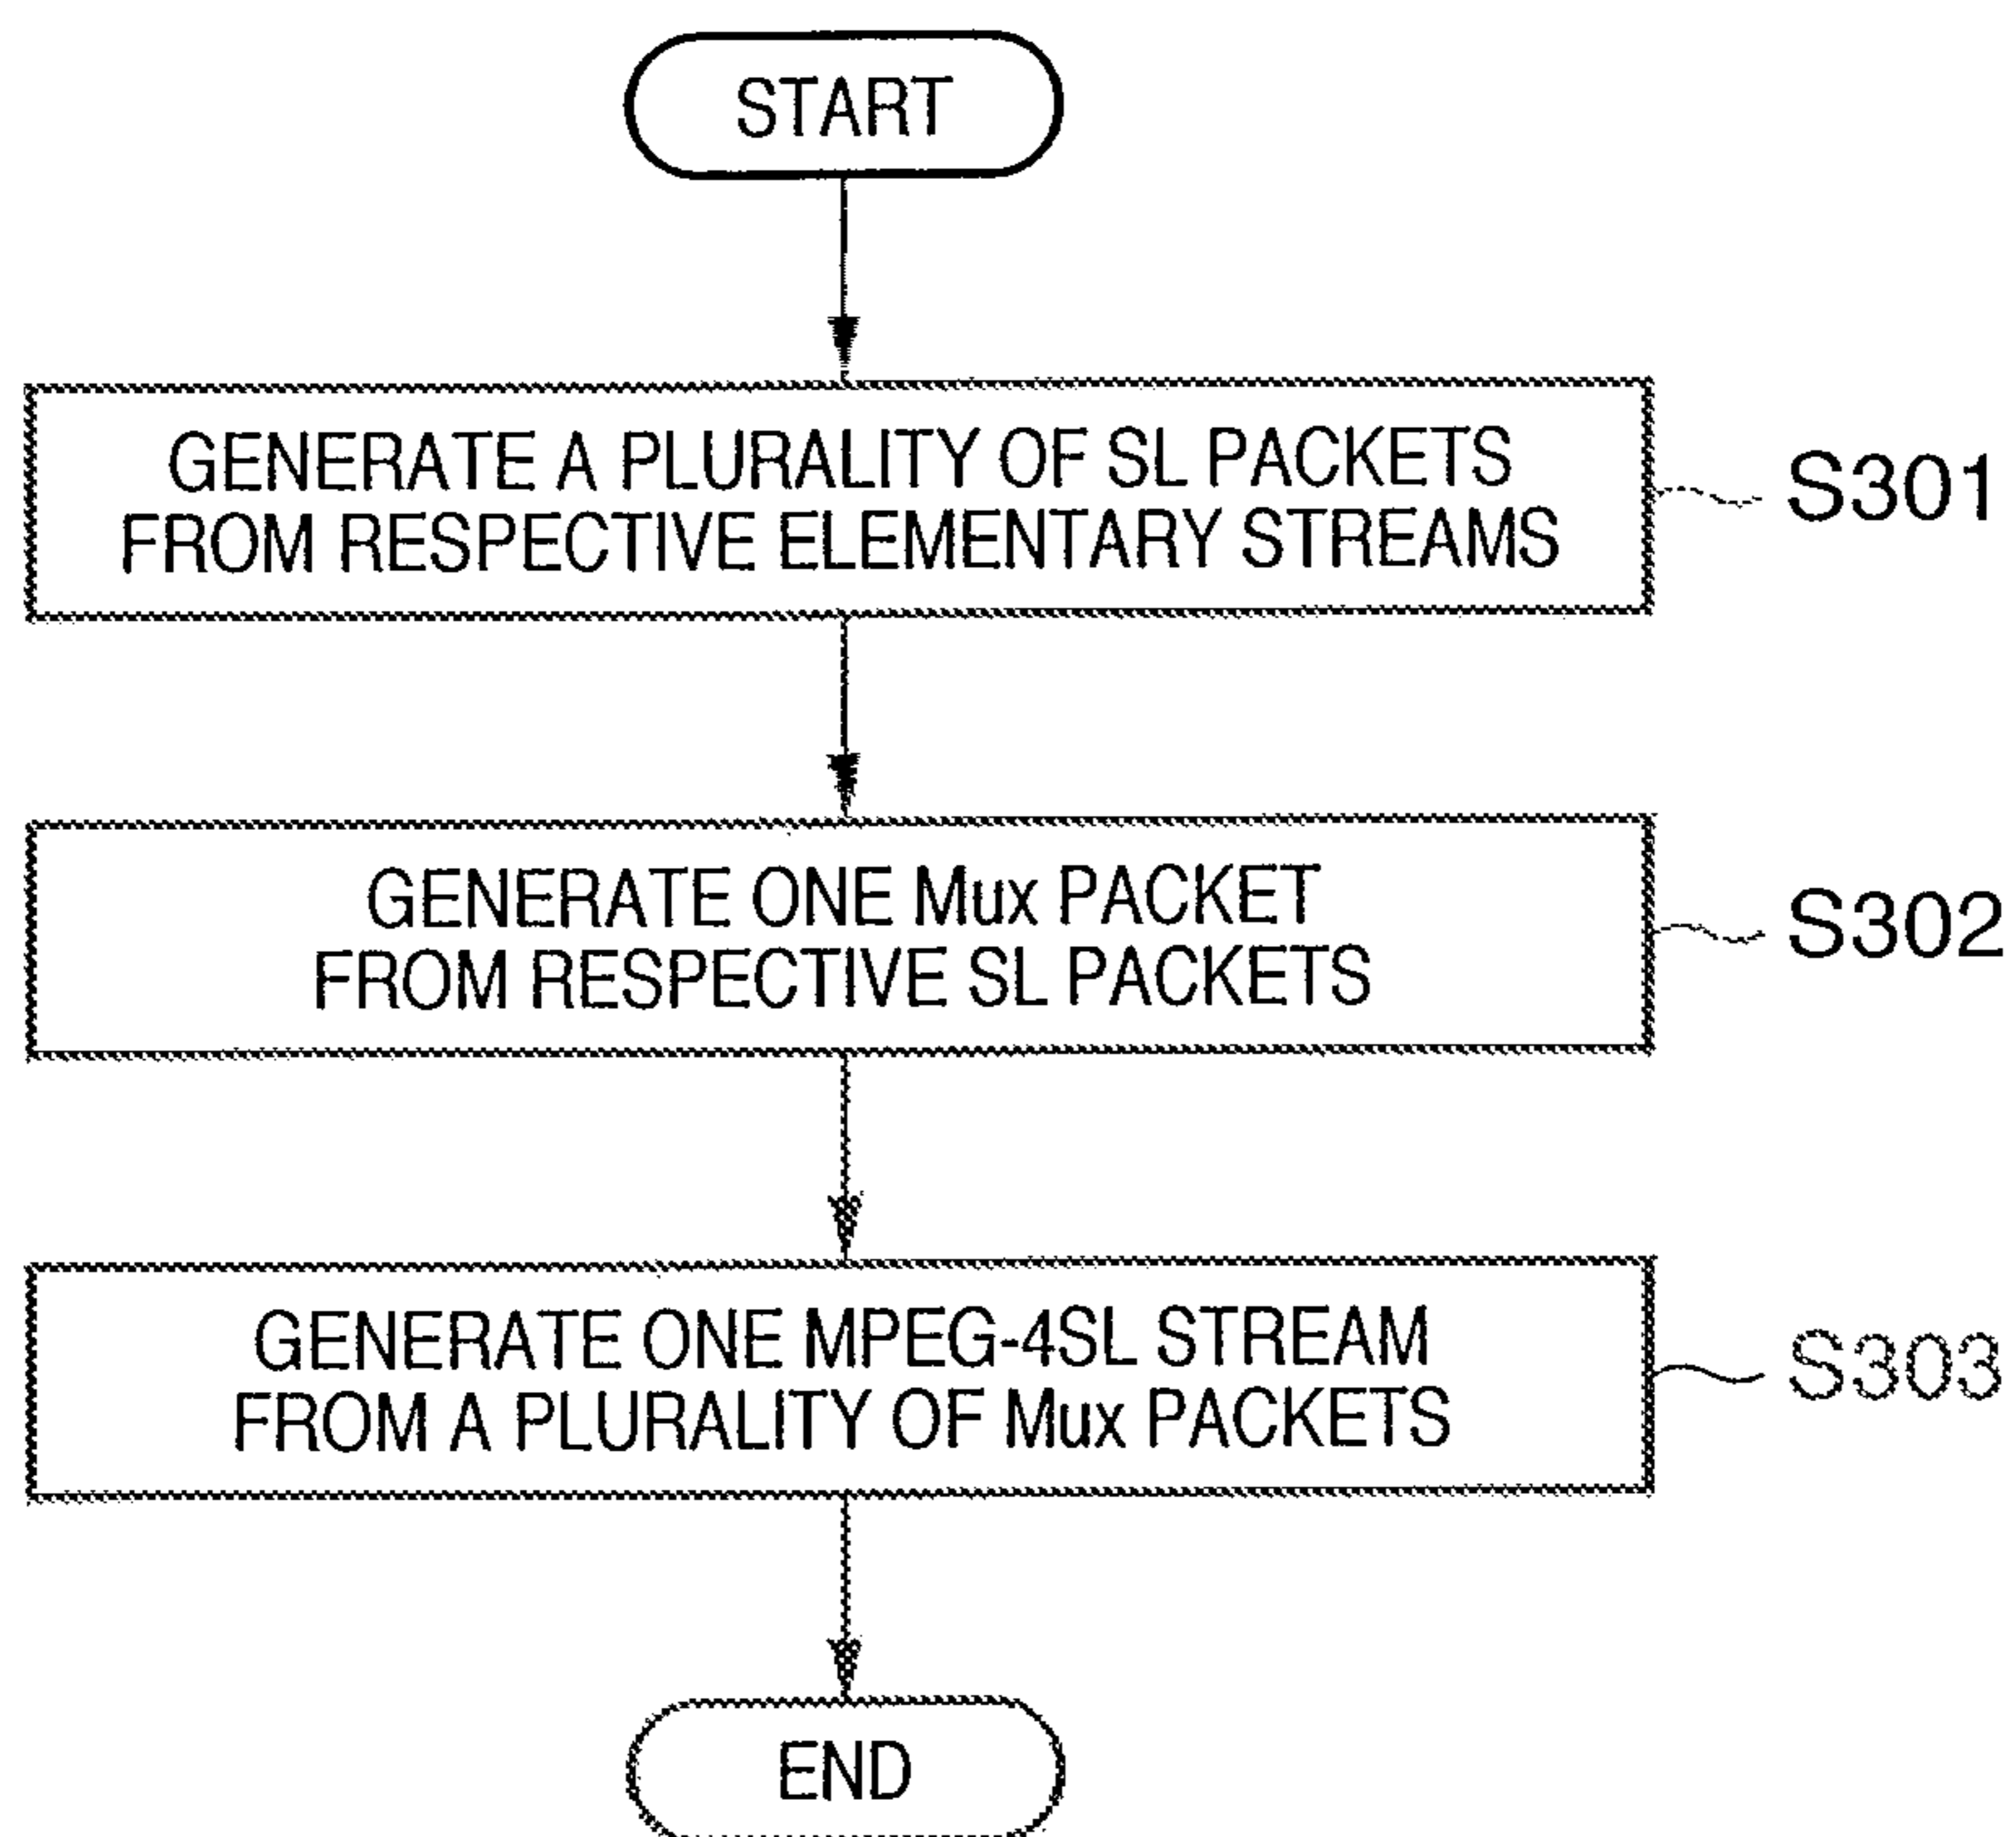 START
GENERATE A PLURALITY OF SL PACKETS
FROM RESPECTIVE ELEMENTARY STREAMS
S301
GENERATE ONE Mux PACKET
FROM RESPECTIVE SL PACKETS
S302
GENERATE ONE MPEG-4SL STREAM
FROM A PLURALITY OF Mux PACKETS
S303
END